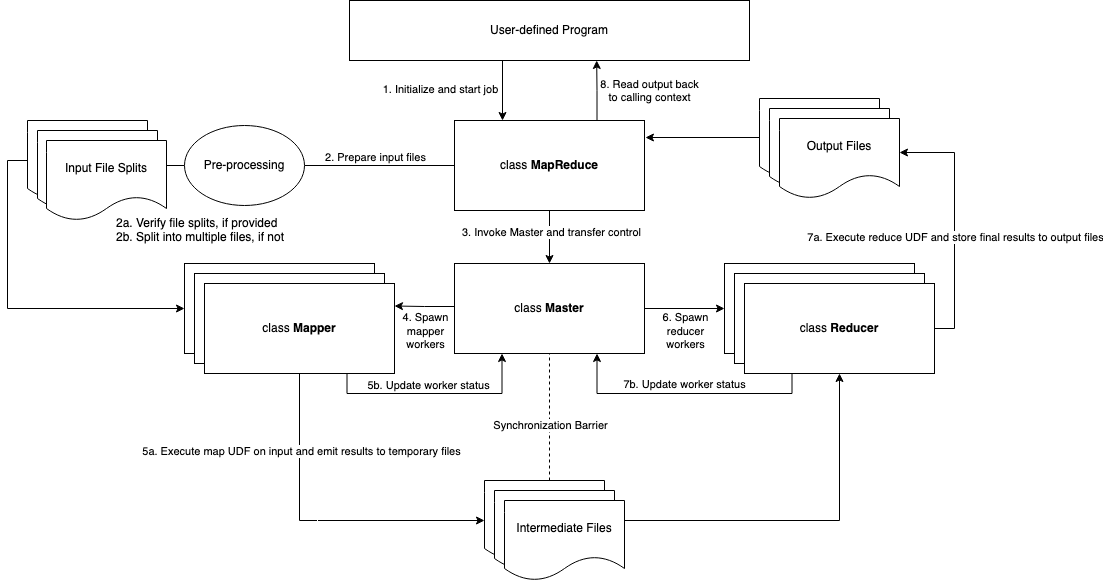 User-defined Program
1. Initialize and start job
8. Read output back
to calling context
Input File Splits
Pre-processing
2. Prepare input files
class MapReduce
Output Files
2a. Verify file splits, if provided
2b. Split into multiple files, if not
3. Invoke Master and transfer control
7a. Execute reduce UDF and store final results to output files
class Mapper
4. Spawn
mapper
workers
class Master
6. Spawn
reducer
workers
class Reducer
5b. Update worker status
7b. Update worker status
Synchronization Barrier
5a. Execute map UDF on input and emit results to temporary files
Intermediate Files